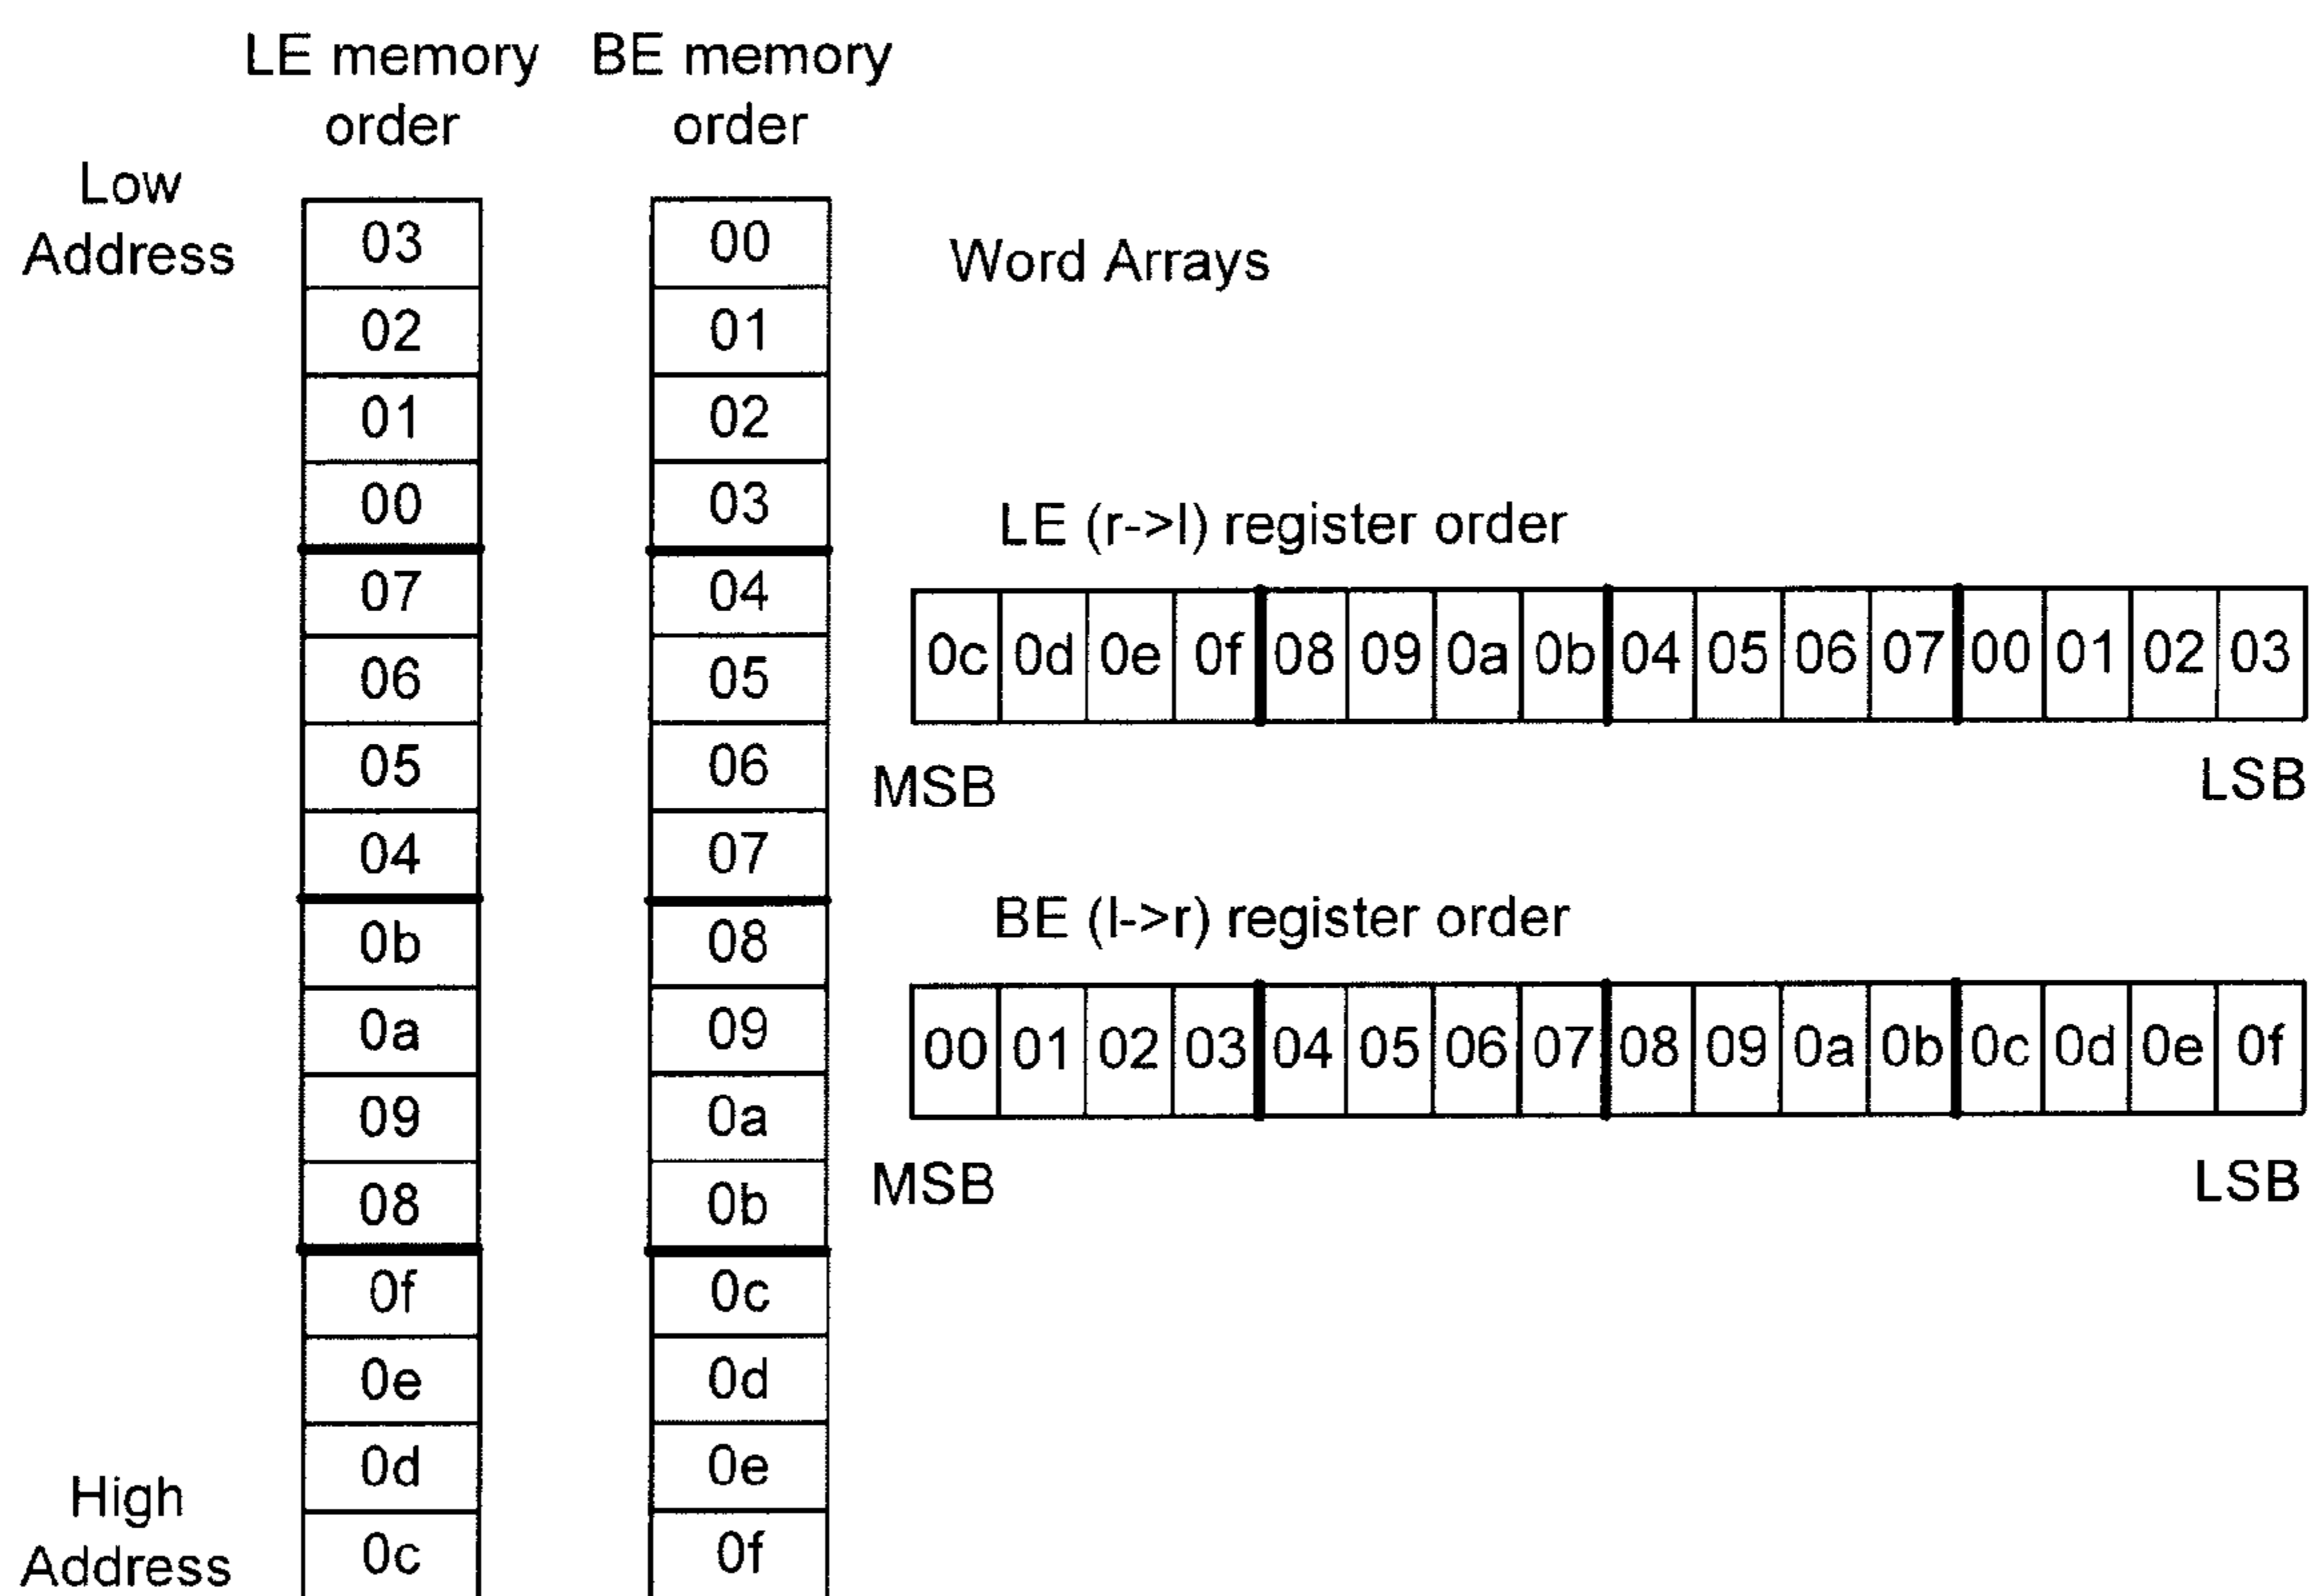 LE memory
order
BE memory
order
Low
Address
03
02
01
00
07
06
05
04
0b
0a
09
08
0f
0e
0d
0c
High
Address
00
01
02
03
04
05
06
07
08
09
0a
0b
0c
0d
0e
0f
Word Arrays
LE (r->l) register order
0c 0d 0e 0f 08 09 0a 0b 04 05 06 07 00 01 02 03
MSB LSB
BE (l->r) register order
00 01 02 03 04 05 06 07 08 09 0a 0b 0c 0d 0e 0f
MSB LSB